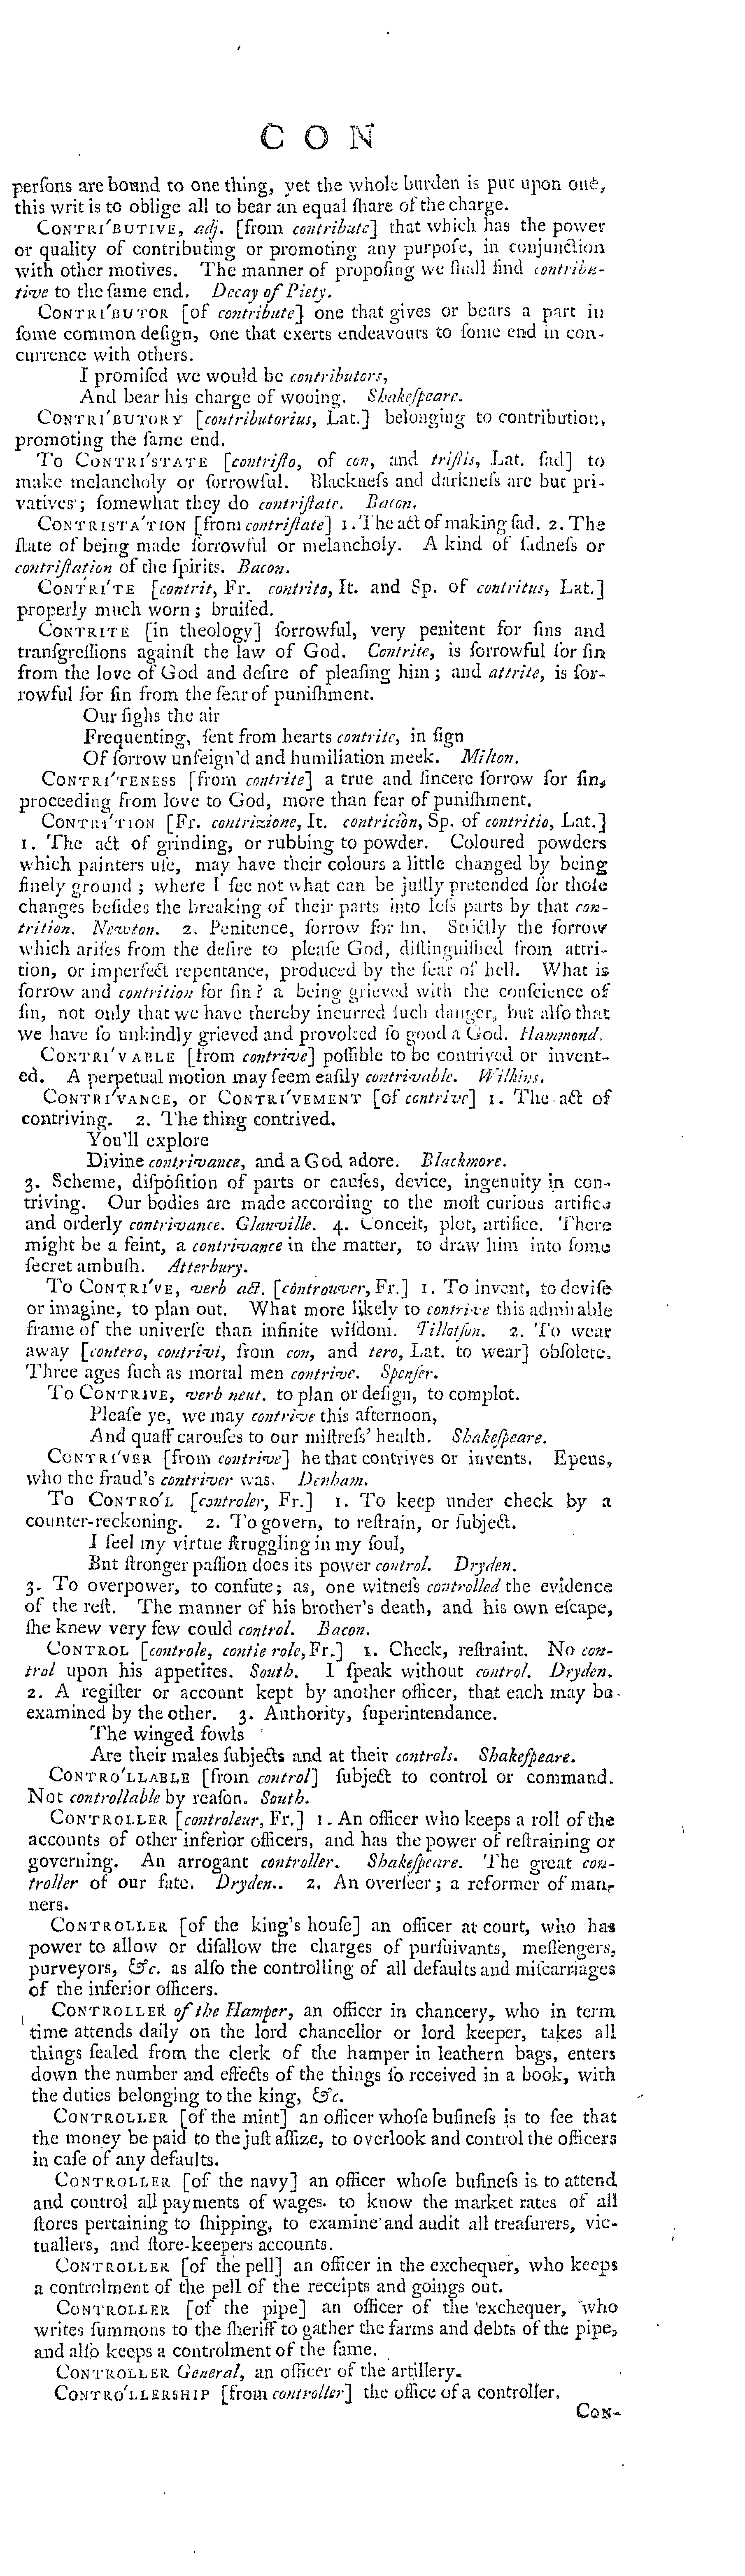 C O N
perſons are bound to one thing, yet the whole burden is put upon one,
this writ is to oblige all to bear an equal ſhare of the charge.
CONTRI'BUTIVE, adj. [from contribute] that which has the power
or quality of contributing or promoting any purpoſe, in conjunction
with other motives. The manner of propoſing we ſhall find contribu-
tive to the ſame end. Decay of Piety.
CONTRI'BUTOR [of contribute] one that gives or bears a part in
ſome common deſign, one that exerts endeavours to ſome end in con-
currence with others.
I promiſed we would be contributors,
And bear his charge of wooing. Shakeſpeare.
CONTRI'BUTORY [contributorius, Lat.] belonging to contribution,
promoting the ſame end.
To CONTRI'STATE [contriſto, of con, and triſtis, Lat. ſad] to
make melancholy or ſorrowful. Blackneſs and darkneſs are but pri-
vatives; ſomewhat they do contriſtate. Bacon.
CONTRISTA'TION [from contriſtate] 1. The act of making ſad. 2. The
ſtate of being made ſorrowful or melancholy. A kind of ſadneſs or
contriſtation of the ſpirits. Bacon.
CONTRI'TE [contrit, Fr. contrito, It. and Sp. of contritus, Lat.]
properly much worn; bruiſed.
CONTRITE [in theology] ſorrowful, very penitent for ſins and
tranſgreſſions againſt the law of God. Contrite, is ſorrowful for ſin
from the love of God and deſire of pleaſing him; and attrite, is ſor-
rowful for ſin from the fear of puniſhment.
Our ſighs the air
Frequenting, ſent from hearts contrite, in ſign
Of ſorrow unfeign'd and humiliation meek. Milton.
CONTRI'TENESS [from contrite] a true and ſincere ſorrow for ſin,
proceeding from love to God, more than fear of puniſhment.
CONTRI'TION [Fr. contrizione, It. contriciòn, Sp. of contritio, Lat.]
1. The act of grinding, or rubbing to powder. Coloured powders
which painters uſe, may have their colours a little changed by being
finely ground; where I ſee not what can be juſtly pretended for thoſe
changes beſides the breaking of their parts into leſs parts by that con-
trition. Newton. 2. Penitence, ſorrow for ſin. Strictly the ſorrow
which ariſes from the deſire to pleaſe God, diſtinguiſhed from attri-
tion, or imperfect repentance, produced by the fear of hell. What is
ſorrow and contrition for ſin? a being grieved with the conſcience of
ſin, not only that we have thereby incurred ſuch danger, but alſo that
we have ſo unkindly grieved and provoked ſo good a God. Hammond.
CONTRI'VABLE [from contrive] poſſible to be contrived or invent-
ed. A perpetual motion may ſeem eaſily contrivable. Wilkins.
CONTRI'VANCE, or CONTRI'VEMENT [of contrive] 1. The act of
contriving. 2. The thing contrived.
You'll explore
Divine contrivance, and a God adore. Blackmore.
3. Scheme, diſpoſition of parts or cauſes, device, ingenuity in con-
triving. Our bodies are made according to the moſt curious artifice
and orderly contrivance. Glanville. 4. Conceit, plot, artifice. There
might be a feint, a contrivance in the matter, to draw him into ſome
ſecret ambuſh. Atterbury.
To CONTRI'VE, verb act. [controuver, Fr.] 1. To invent, to deviſe
or imagine, to plan out. What more likely to contrive this admirable
frame of the univerſe than infinite wiſdom. Tillotſon. 2. To wear
away [contero, contrivi, from con, and tero, Lat. to wear] obſolete.
Three ages ſuch as mortal men contrive. Spenſer.
To CONTRIVE, verb neut. to plan or deſign, to complot.
Pleaſe ye, we may contrive this afternoon,
And quaff carouſes to our miſtreſs' health. Shakeſpeare.
CONTRI'VER [from contrive] he that contrives or invents. Epeus,
who the fraud's contriver was. Denham.
To CONTRO'L [controler, Fr.] 1. To keep under check by a
counter-reckoning. 2. To govern, to reſtrain, or ſubject.
I feel my virtue ſtruggling in my ſoul,
Bnt ſtronger paſſion does its power control. Dryden.
3. To overpower, to confute; as, one witneſs controlled the evidence
of the reſt. The manner of his brother's death, and his own eſcape,
ſhe knew very few could control. Bacon.
CONTROL [controle, contie role, Fr.] 1. Check, reſtraint. No con-
trol upon his appetites. South. I ſpeak without control. Dryden.
2. A regiſter or account kept by another officer, that each may be
examined by the other. 3. Authority, ſuperintendance.
The winged fowls
Are their males ſubjects and at their controls. Shakeſpeare.
CONTRO'LLABLE [from control] ſubject to control or command.
Not controllable by reaſon. South.
CONTROLLER [controleur, Fr.] 1. An officer who keeps a roll of the
accounts of other inferior officers, and has the power of reſtraining or
governing. An arrogant controller. Shakeſpeare. The great con-
troller of our fate. Dryden.. 2. An overſeer; a reformer of man-
ners.
CONTROLLER [of the king's houſe] an officer at court, who has
power to allow or diſallow the charges of purſuivants, meſſengers,
purveyors, &c. as alſo the controlling of all defaults and miſcarriages
of the inferior officers.
CONTROLLER of the Hamper, an officer in chancery, who in term
time attends daily on the lord chancellor or lord keeper, takes all
things ſealed from the clerk of the hamper in leathern bags, enters
down the number and effects of the things ſo received in a book, with
the duties belonging to the king, &c.
CONTROLLER [of the mint] an officer whoſe buſineſs is to ſee that
the money be paid to the juſt aſſize, to overlook and control the officers
in caſe of any defaults.
CONTROLLER [of the navy] an officer whoſe buſineſs is to attend
and control all payments of wages. to know the market rates of all
ſtores pertaining to ſhipping, to examine and audit all treaſurers, vic-
tuallers, and ſtore-keepers accounts.
CONTROLLER [of the pell] an officer in the exchequer, who keeps
a controlment of the pell of the receipts and goings out.
CONTROLLER [of the pipe] an officer of the exchequer, who
writes ſummons to the ſheriff to gather the farms and debts of the pipe,
and alſo keeps a controlment of the ſame.
CONTROLLER General, an officer of the artillery.
CONTRO'LLERSHIP [from controller] the office of a controller.
CON-